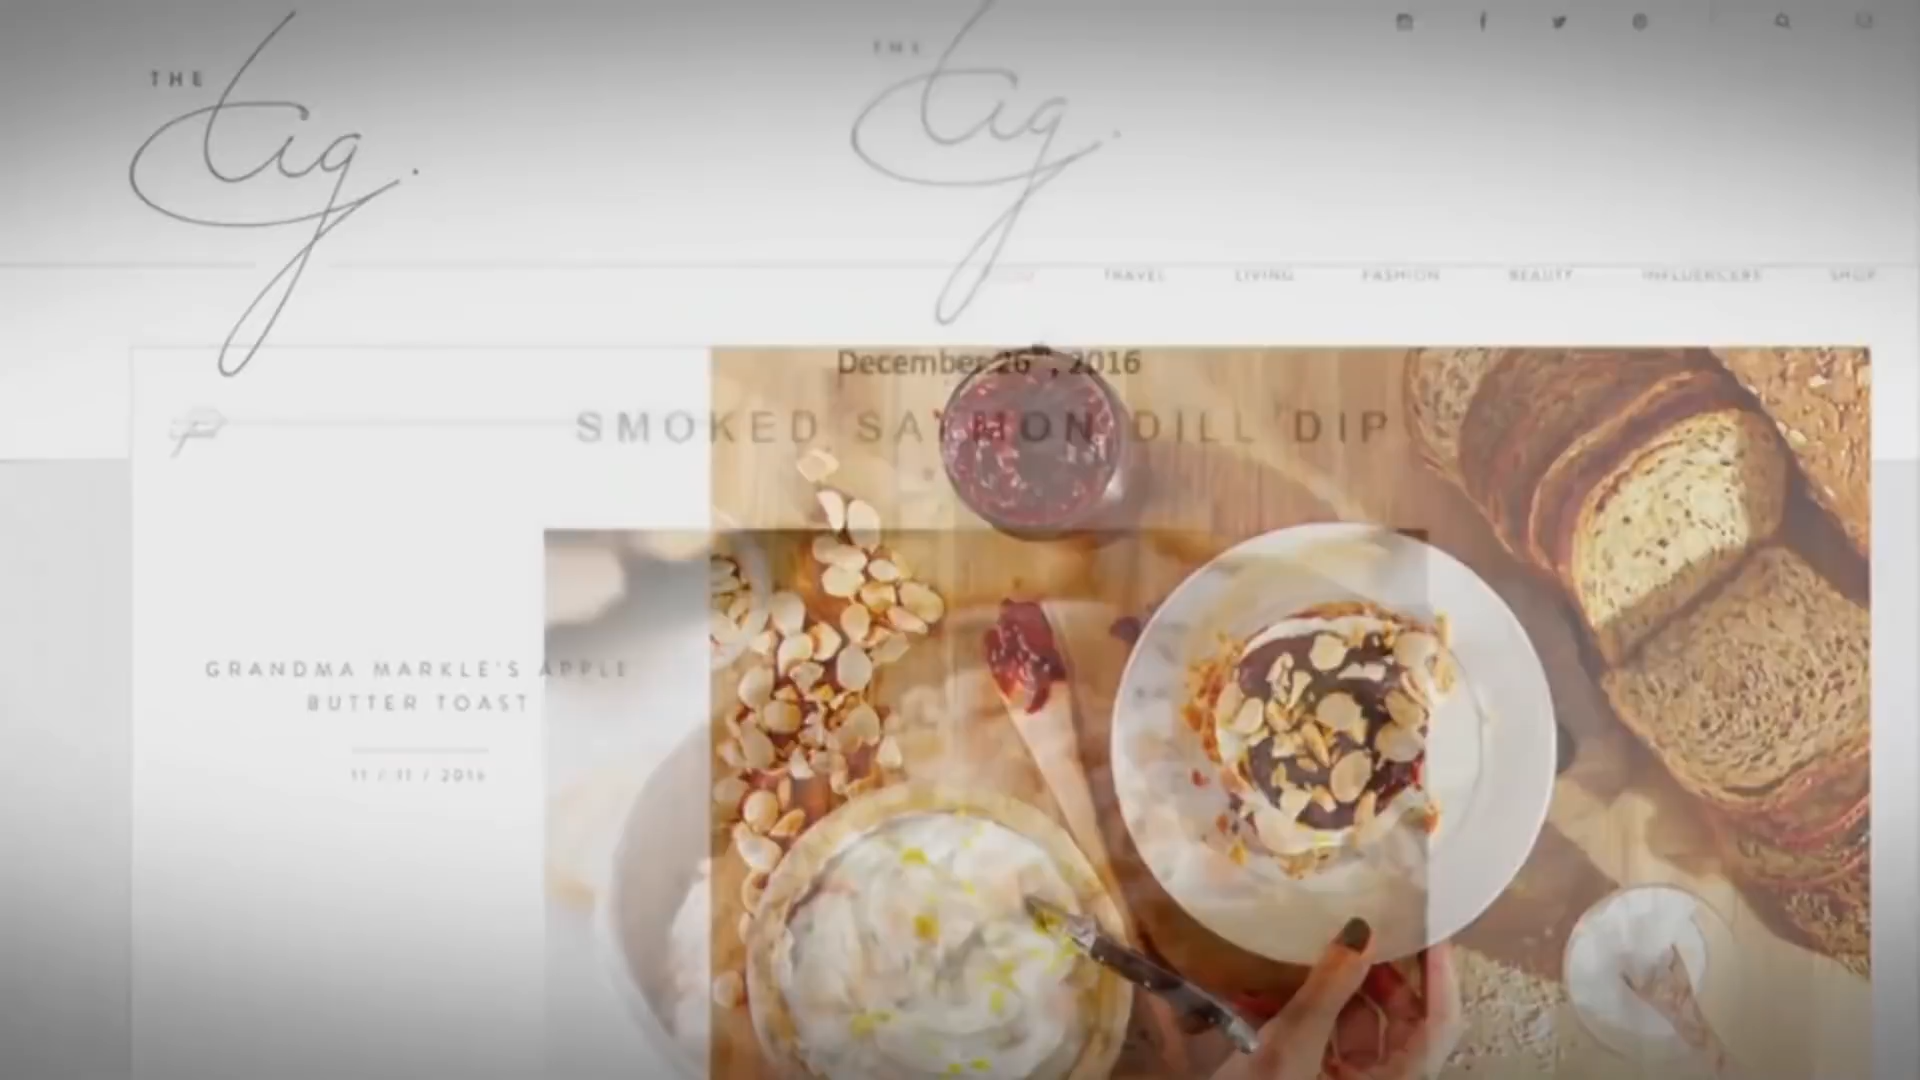 THE
tig.
THE
tig.
TRAVEL LIVING FASHION BEAUTY INFLUENCERS SHOP
December 26th, 2016
SMOKED SALMON DILL DIP
GRANDMA MARKLE'S APPLE
BUTTER TOAST
11 / 11 / 2016